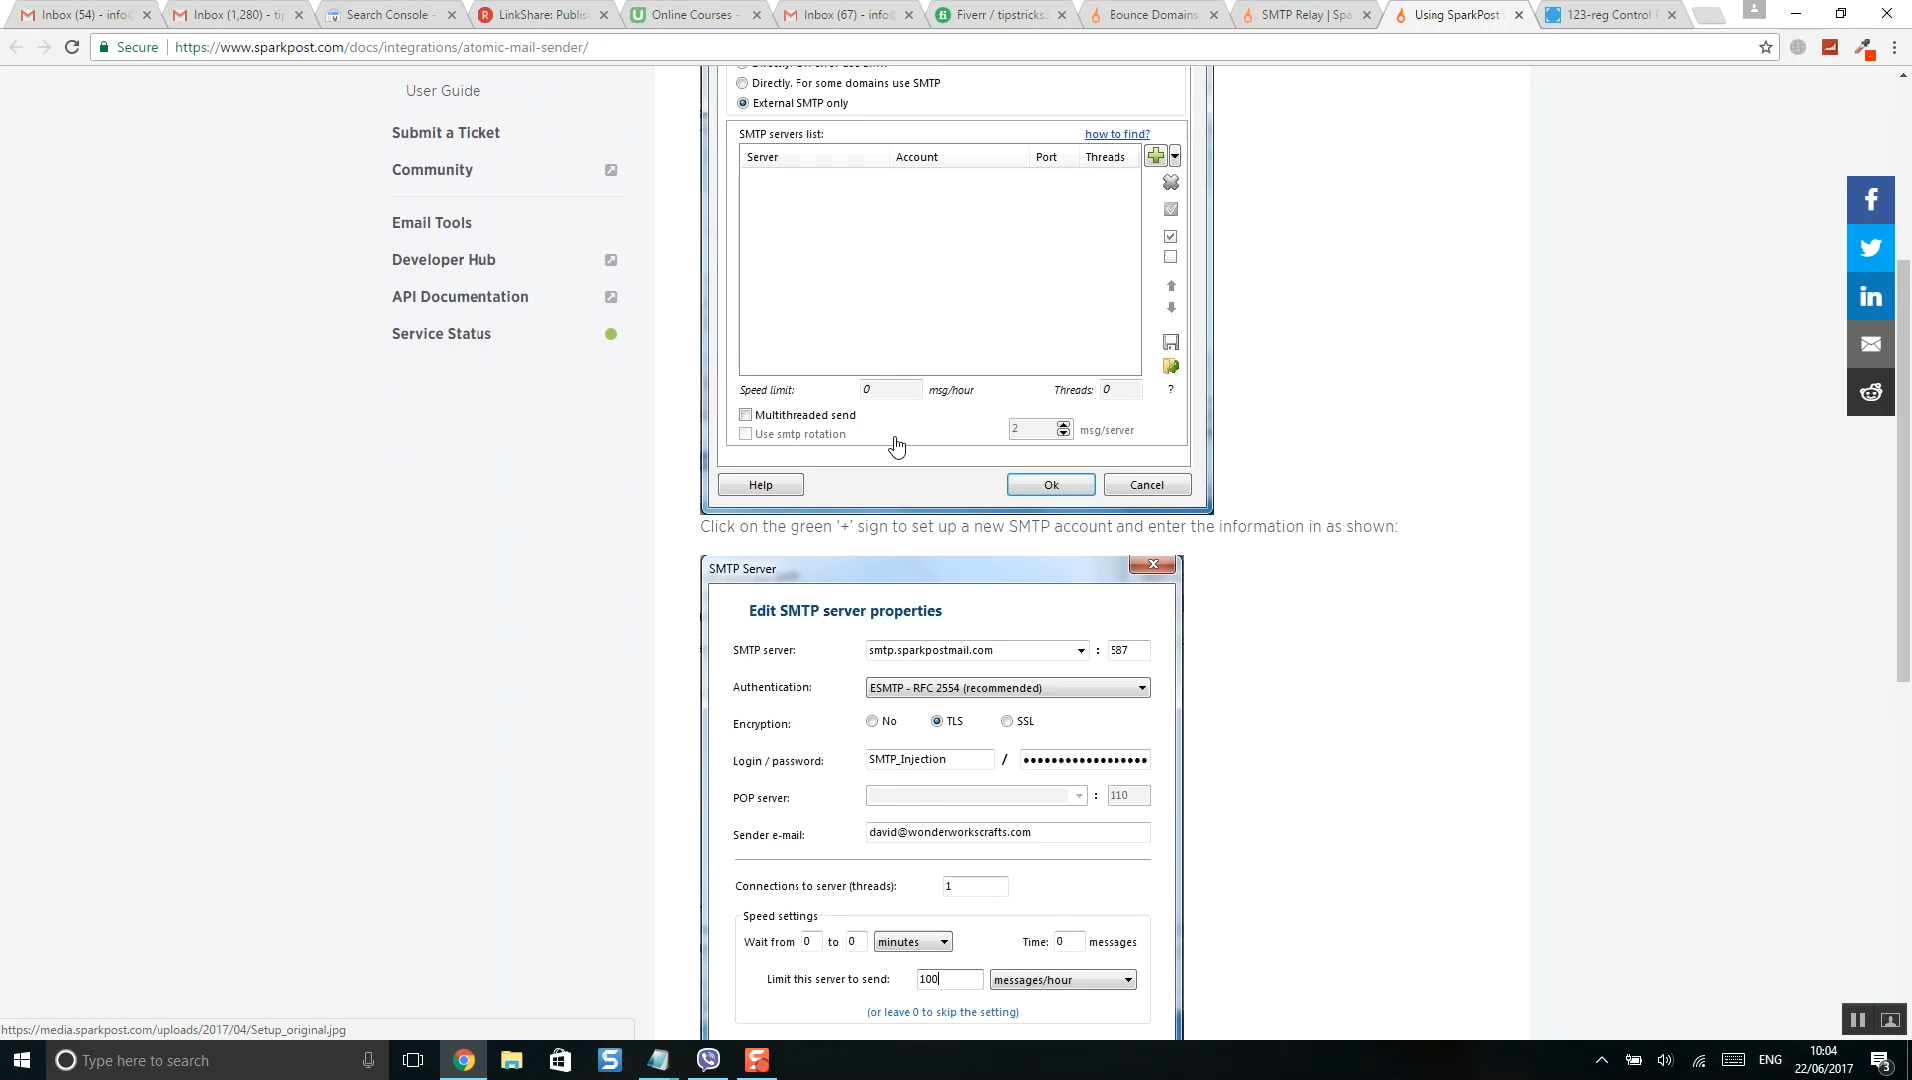 Inbox (54) - info@
Inbox (1,280) - tip
Search Console -
LinkShare: Publis
Online Courses -
Inbox (67) - info@
Fiverr / tipstricks
Bounce Domains
SMTP Relay | Spa
Using SparkPost
123-reg Control P
Secure
https://www.sparkpost.com/docs/integrations/atomic-mail-sender/
User Guide
Submit a Ticket
Community
Email Tools
Developer Hub
API Documentation
Service Status
Directly. For some domains use SMTP
External SMTP only
SMTP servers list:
how to find?
Server
Account
Port
Threads
Speed limit:
0
msg/hour
Threads:
0
?
Multithreaded send
Use smtp rotation
2
msg/server
Help
Ok
Cancel
Click on the green ‘+’ sign to set up a new SMTP account and enter the information in as shown:
SMTP Server
Edit SMTP server properties
SMTP server:
smtp.sparkpostmail.com
:
587
Authentication:
ESMTP - RFC 2554 (recommended)
Encryption:
No
TLS
SSL
Login / password:
SMTP_Injection
/
POP server:
:
110
Sender e-mail:
david@wonderworkscrafts.com
Connections to server (threads):
1
Speed settings
Wait from
0
to
0
minutes
Time:
0
messages
Limit this server to send:
100
messages/hour
(or leave 0 to skip the setting)
https://media.sparkpost.com/uploads/2017/04/Setup_original.jpg
Type here to search
ENG
10:04
22/06/2017
3